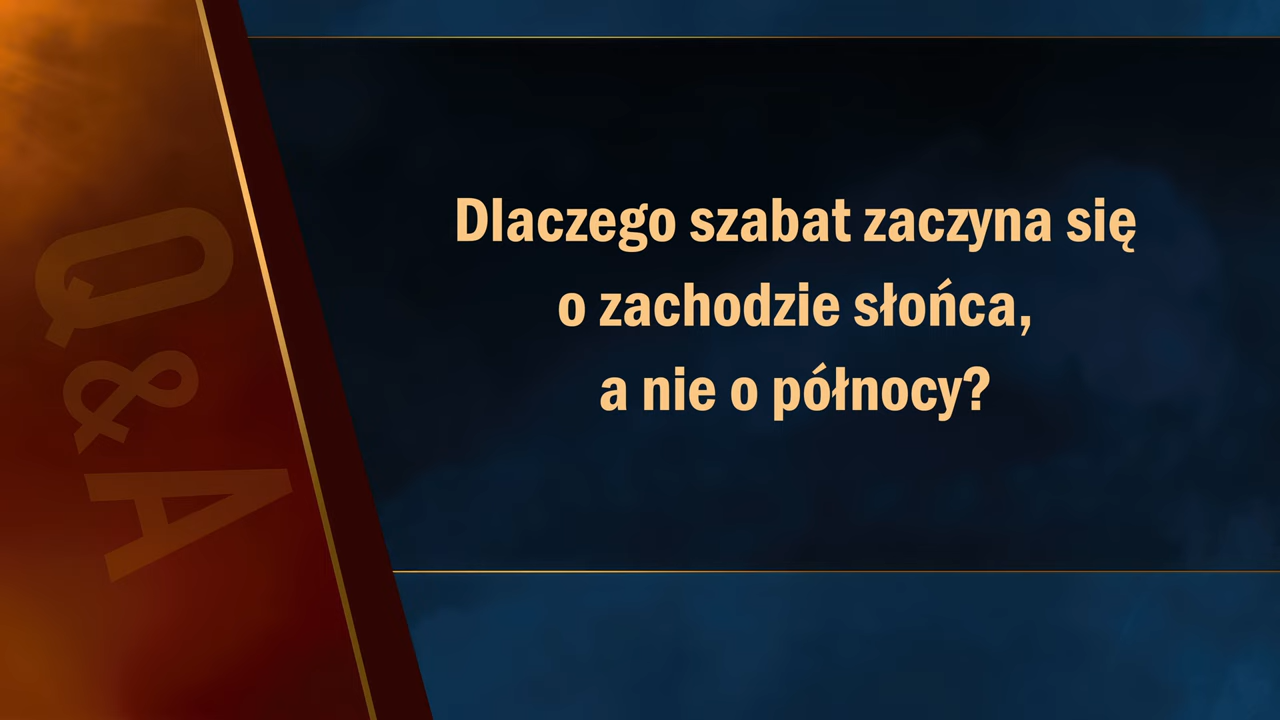 Q&A
Dlaczego szabat zaczyna się
o zachodzie słońca,
a nie o północy?